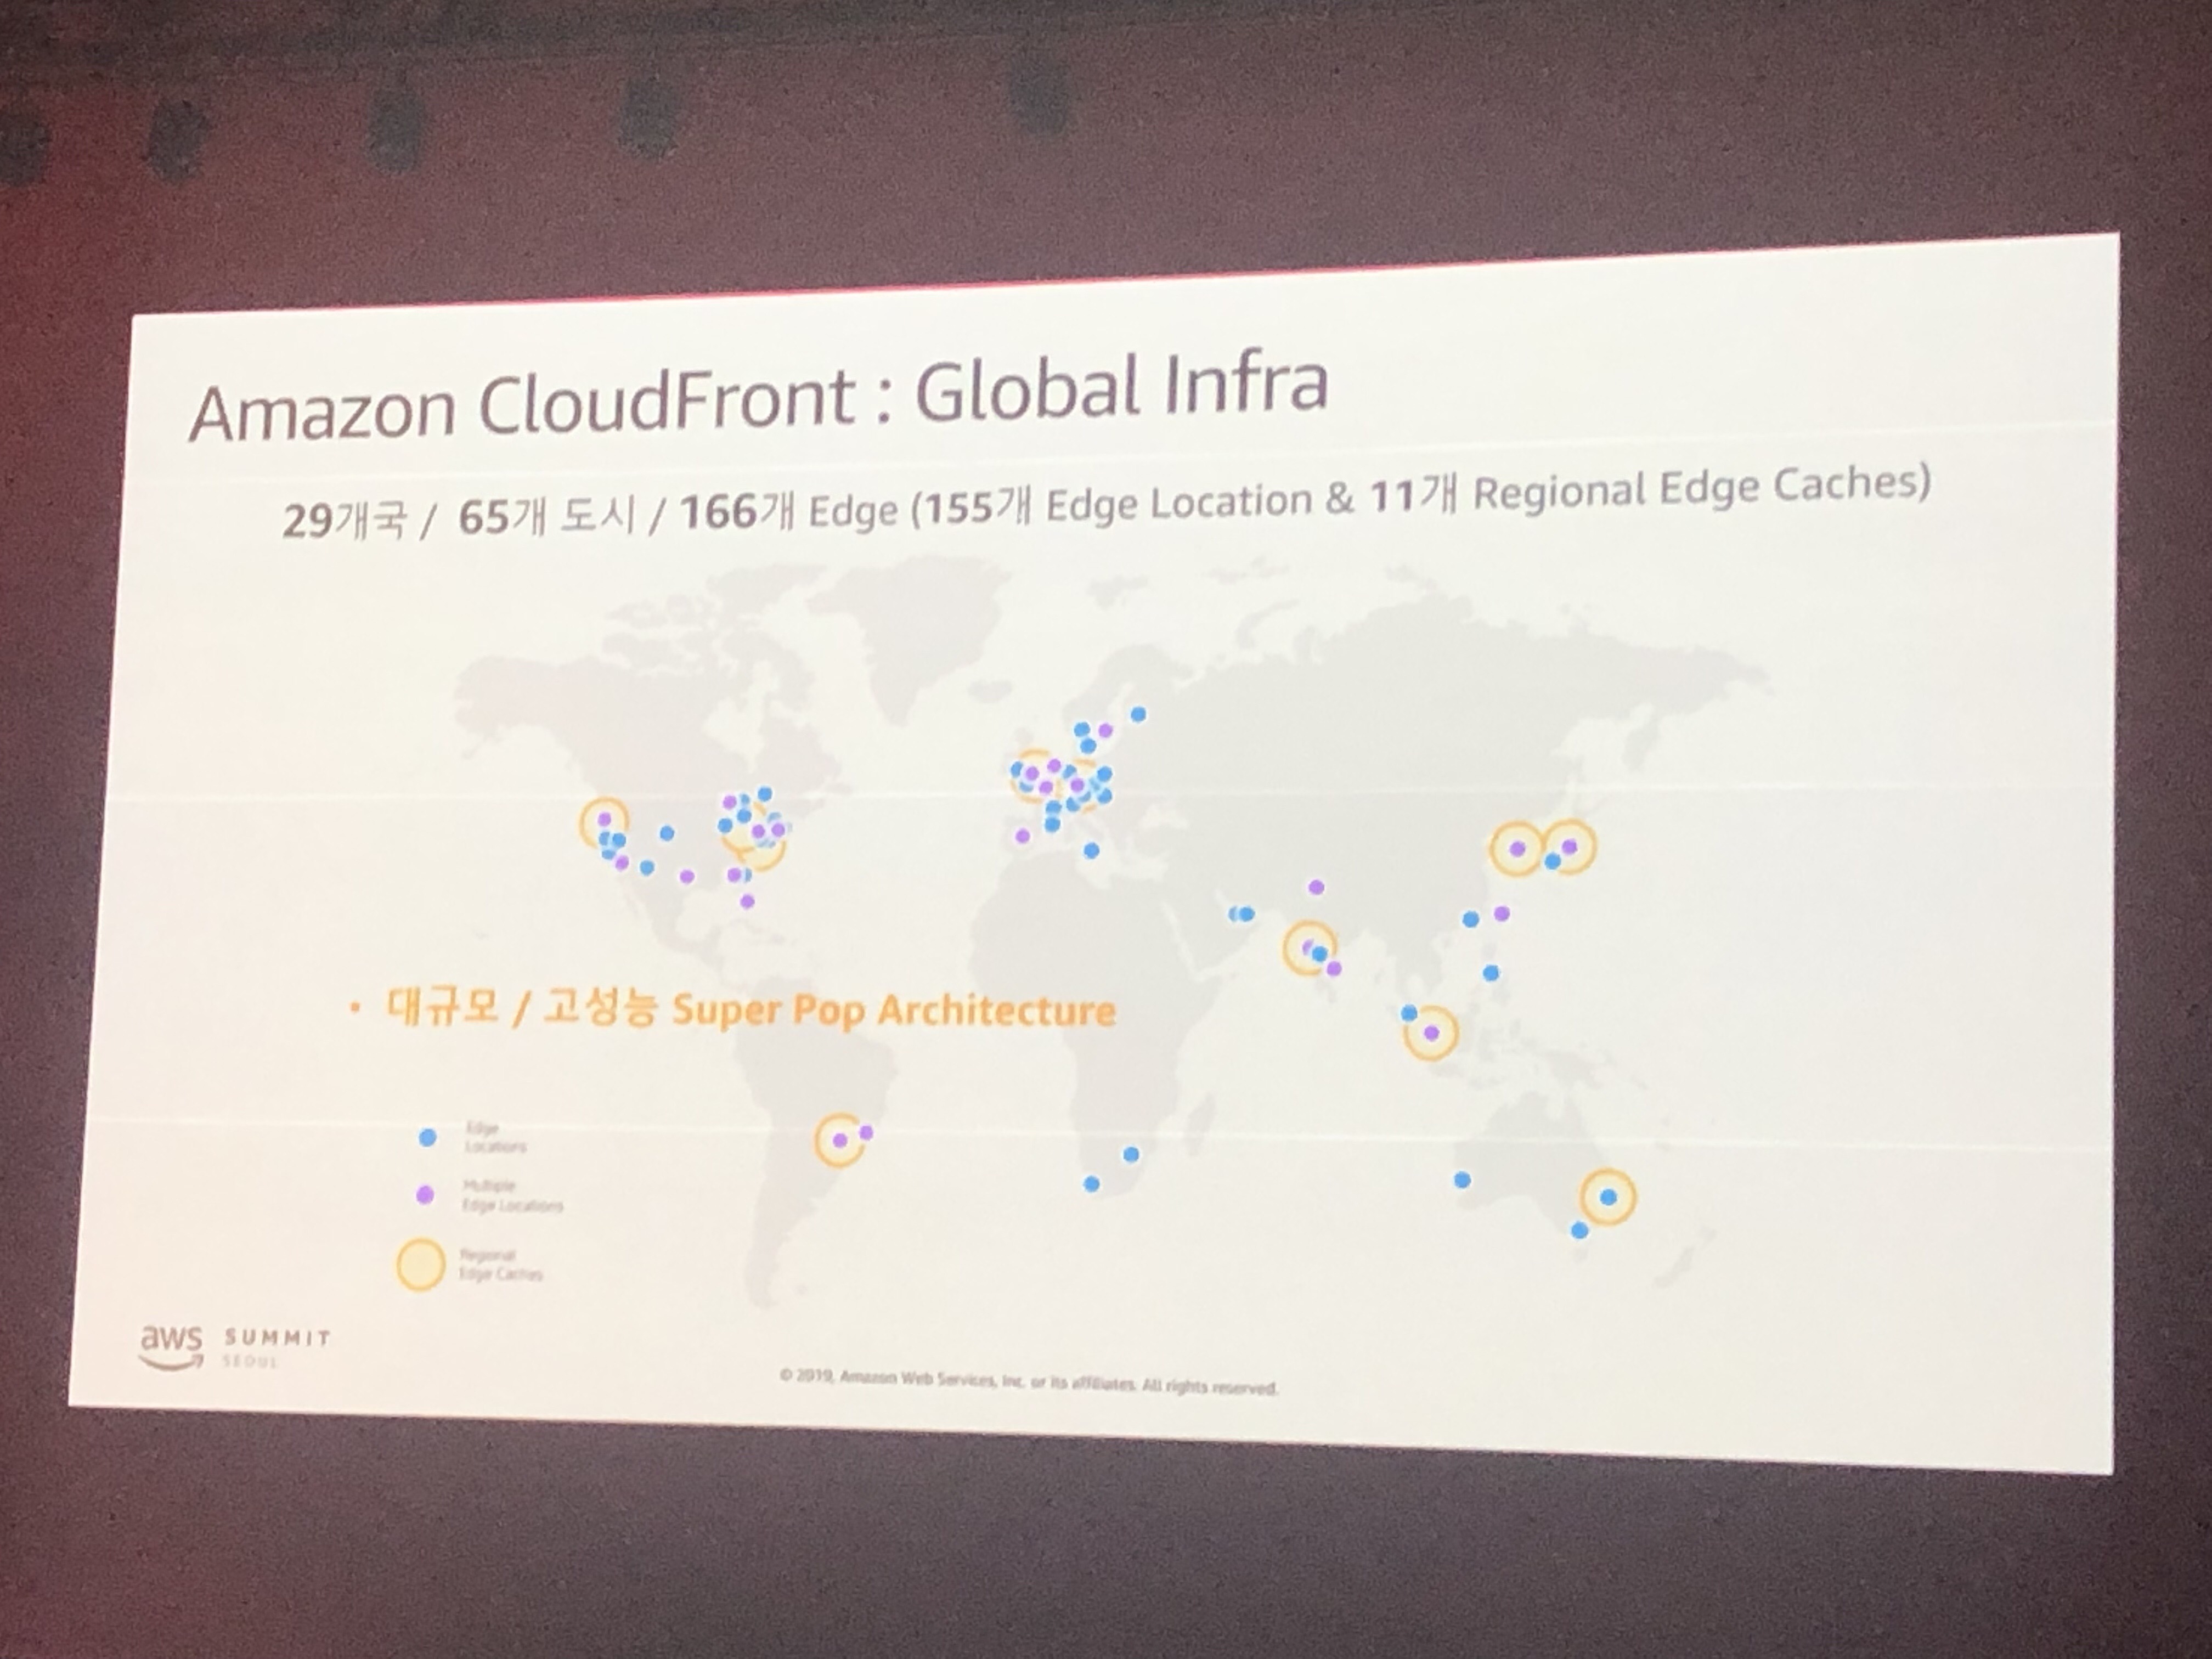 Amazon CloudFront : Global Infra
29개국 / 65개 도시 / 166개 Edge (155개 Edge Location & 11개 Regional Edge Caches)
• 대규모 / 고성능 Super Pop Architecture
Edge
Locations
Multiple
Edge Locations
Regional
Edge Caches
aws SUMMIT
SEOUL
© 2019, Amazon Web Services, Inc. or its affiliates. All rights reserved.